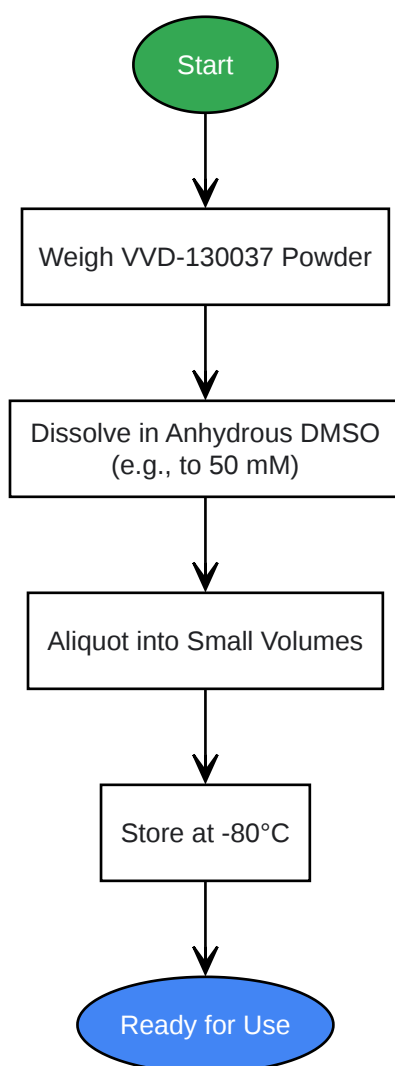 Start
Weigh VVD-130037 Powder
Dissolve in Anhydrous DMSO
(e.g., to 50 mM)
Aliquot into Small Volumes
Store at -80°C
Ready for Use